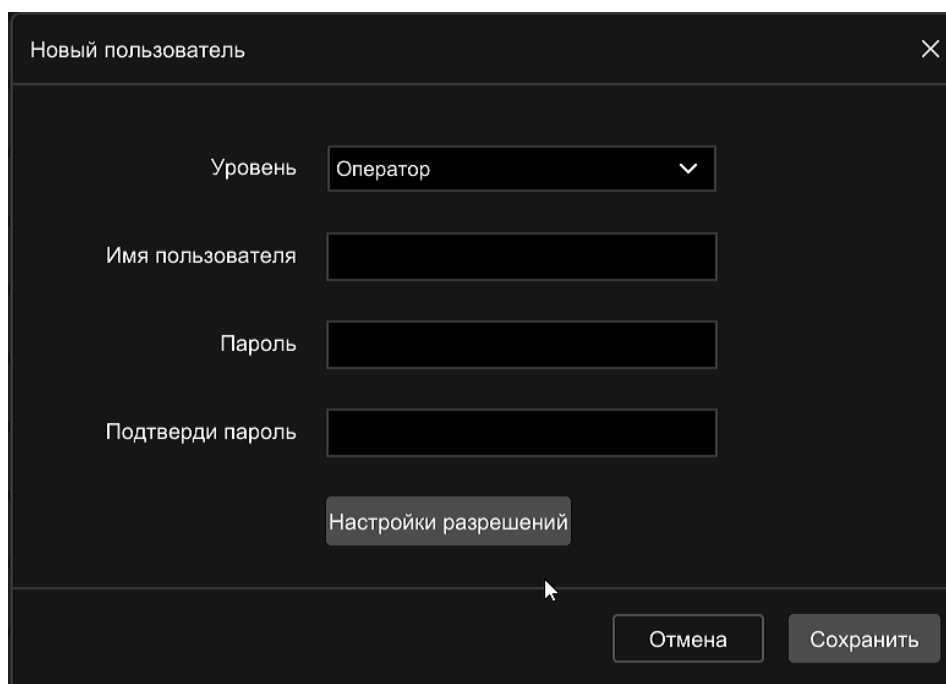 Новый пользователь
Уровень Оператор
Имя пользователя
Пароль
Подтверди пароль
Настройки разрешений
Отмена Сохранить